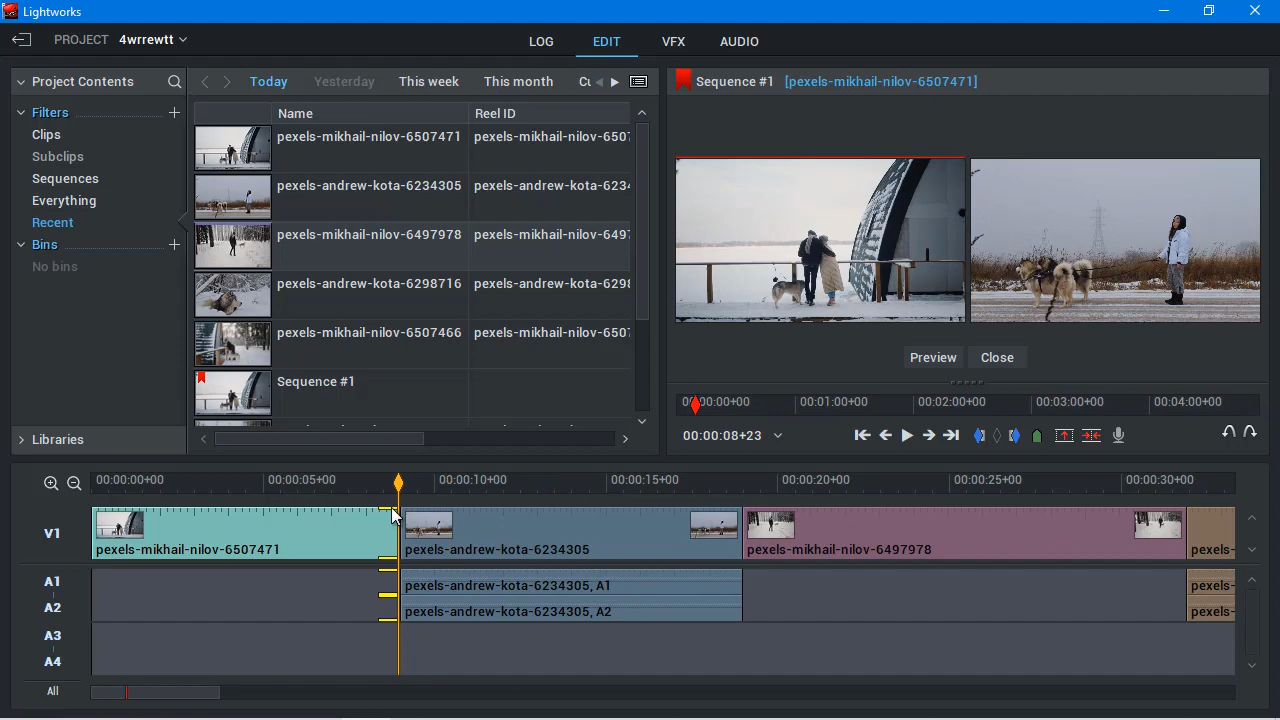 Lightworks
PROJECT 4wrrewtt
LOG EDIT VFX AUDIO
Project Contents
Today Yesterday This week This month
Sequence #1 [pexels-mikhail-nilov-6507471]
Filters
Clips
Subclips
Sequences
Everything
Recent
Bins
No bins
Libraries
Name Reel ID
pexels-mikhail-nilov-6507471 pexels-mikhail-nilov-650
pexels-andrew-kota-6234305 pexels-andrew-kota-6234
pexels-mikhail-nilov-6497978 pexels-mikhail-nilov-649
pexels-andrew-kota-6298716 pexels-andrew-kota-6298
pexels-mikhail-nilov-6507466 pexels-mikhail-nilov-650
Sequence #1
Preview Close
00:00+00 00:01:00+00 00:02:00+00 00:03:00+00 00:04:00+00
00:00:08+23
00:00:00+00 00:00:05+00 00:00:10+00 00:00:15+00 00:00:20+00 00:00:25+00 00:00:30+00
V1
pexels-mikhail-nilov-6507471 pexels-andrew-kota-6234305 pexels-mikhail-nilov-6497978 pexels-
A1 pexels-andrew-kota-6234305, A1 pexels-
A2 pexels-andrew-kota-6234305, A2 pexels-
A3
A4
All